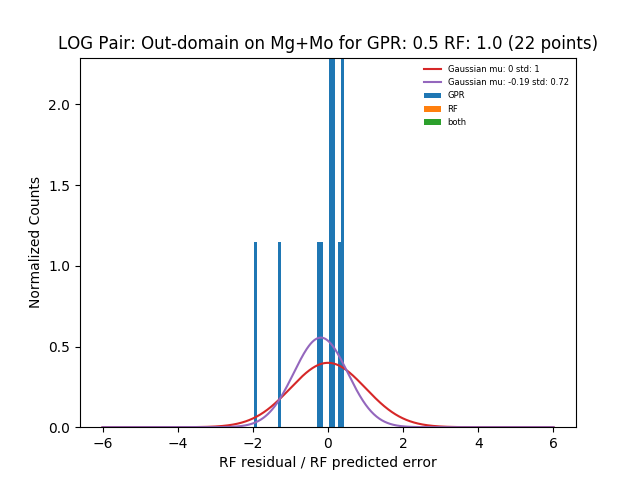 LOG Pair: Out-domain on Mg+Mo for GPR: 0.5 RF: 1.0 (22 points)
Gaussian mu: 0 std: 1
Gaussian mu: -0.19 std: 0.72
GPR
RF
both
Normalized Counts
2.0
1.5
1.0
0.5
0.0
−6 −4 −2 0 2 4 6
RF residual / RF predicted error